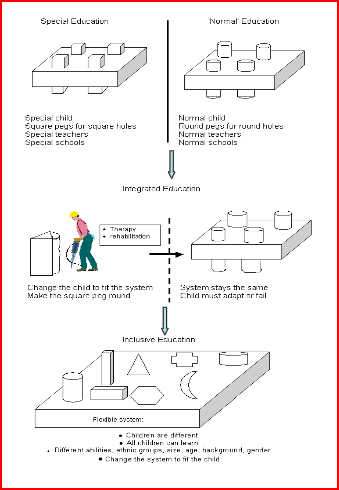 Special Education
'Normal' Education
Special child
Square pegs for square holes
Special teachers
Special schools
Normal child
Round pegs for round holes
Normal teachers
Normal schools
Integrated Education
• Therapy
• rehabilitation
Change the child to fit the system
Make the square peg round
System stays the same
Child must adapt or fail
Inclusive Education
Flexible system:
• Children are different
• All children can learn
• Different abilities, ethnic groups, size, age, background, gender
• Change the system to fit the child